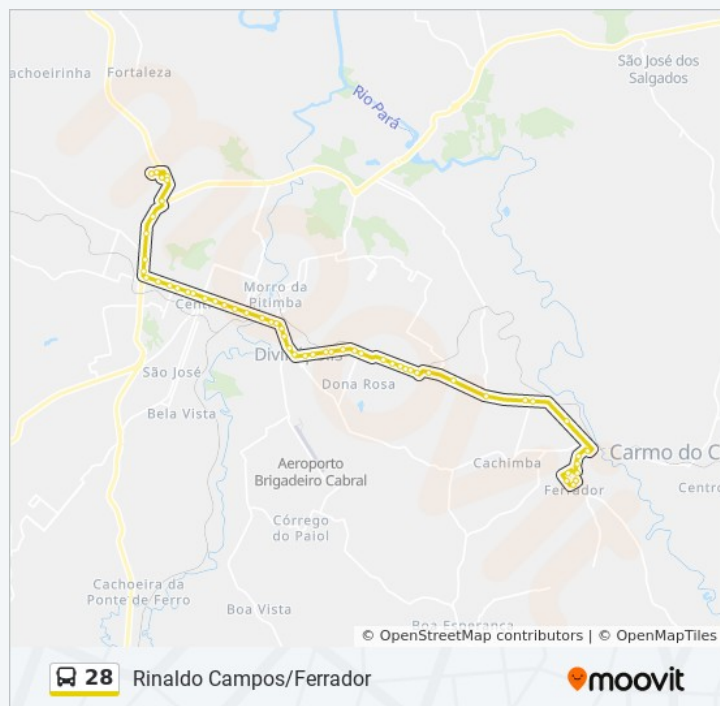 São José dos
Salgados
achoeirinha
Fortaleza
Rio Pará
Morro da
Pitimba
Cent
Divin
São José
Dona Rosa
Bela Vista
Aeroporto
Brigadeiro Cabral
Cachimba
Carmo do C
Ferrador
Centro
Córrego
do Paiol
Cachoeira da
Ponte de Ferro
Boa Vista
Boa Esperança
© OpenStreetMap contributors | © OpenMapTiles
28 Rinaldo Campos/Ferrador
moovit